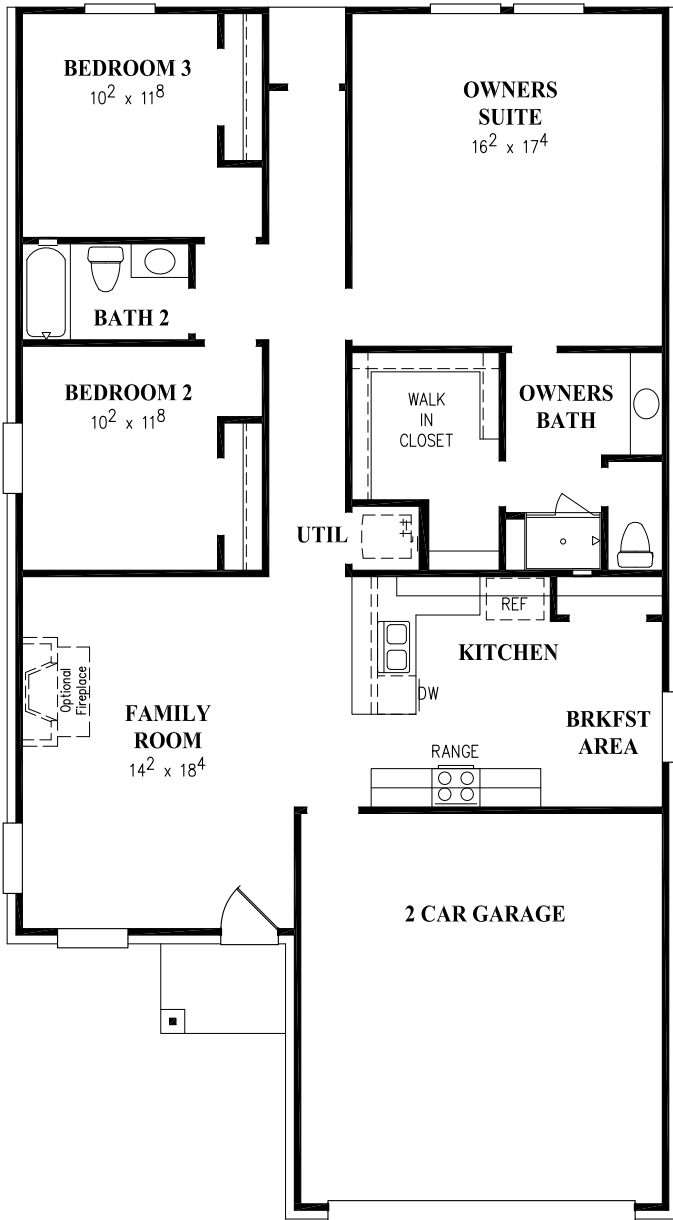 BEDROOM 3
10² x 11⁸
OWNERS
SUITE
16² x 17⁴
BATH 2
BEDROOM 2
10² x 11⁸
WALK
IN
CLOSET
OWNERS
BATH
UTIL
REF
KITCHEN
Optional
Fireplace
DW
FAMILY
ROOM
14² x 18⁴
BRKFST
AREA
RANGE
2 CAR GARAGE